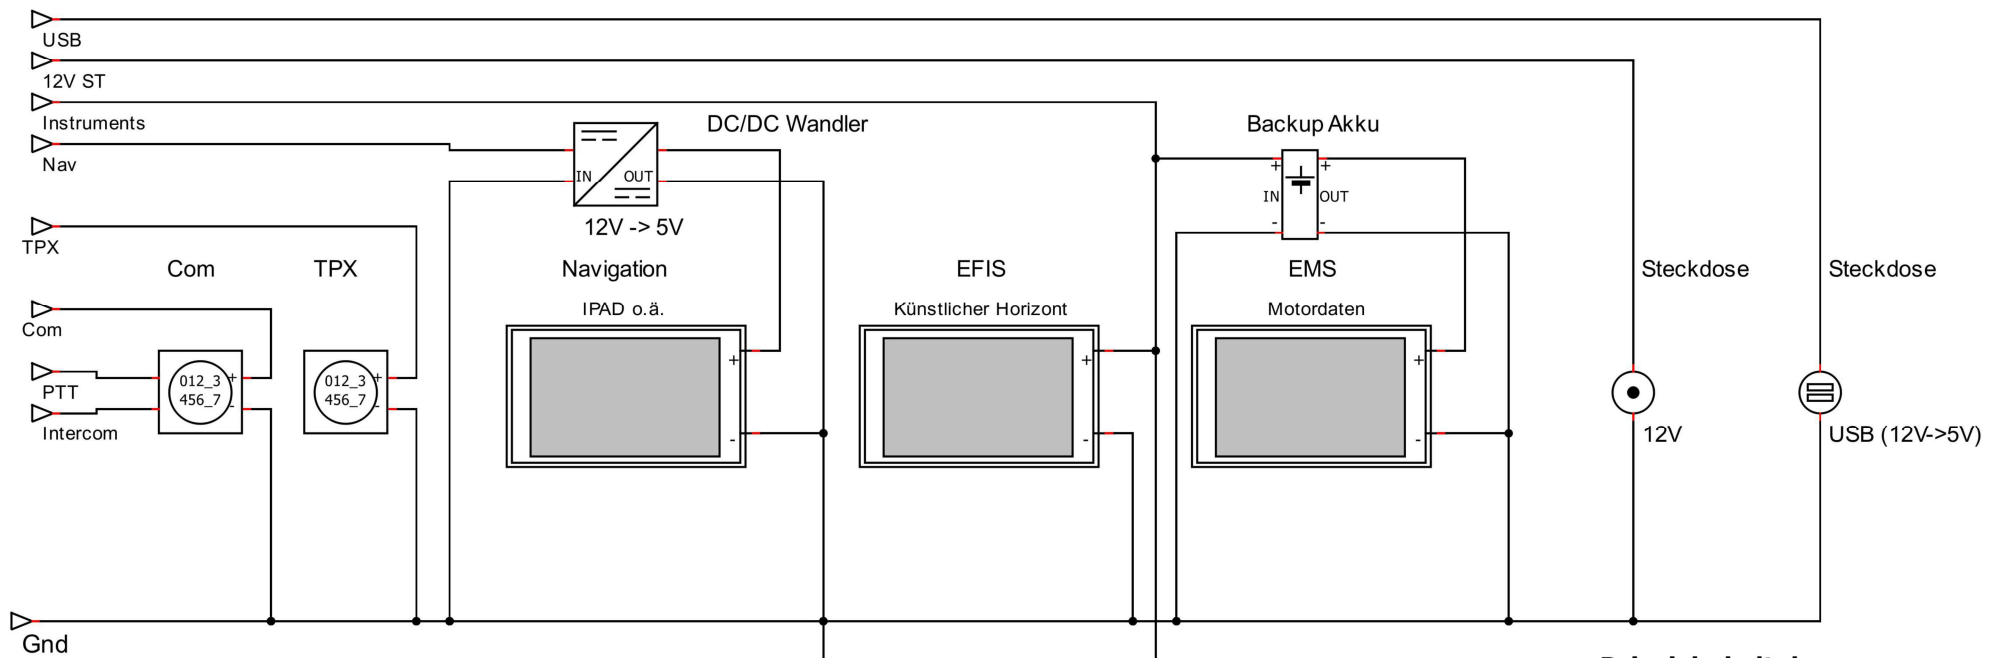 USB
12V ST
Instruments
Nav
DC/DC Wandler
IN
OUT
12V -> 5V
Backup Akku
+
+
IN
OUT
-
-
TPX
Com
TPX
Navigation
EFIS
EMS
Steckdose
Steckdose
IPAD o.ä.
Künstlicher Horizont
Motordaten
Com
PTT
Intercom
012_3
456_7
+
-
012_3
456_7
+
-
+
-
+
-
+
-
12V
USB (12V->5V)
Gnd